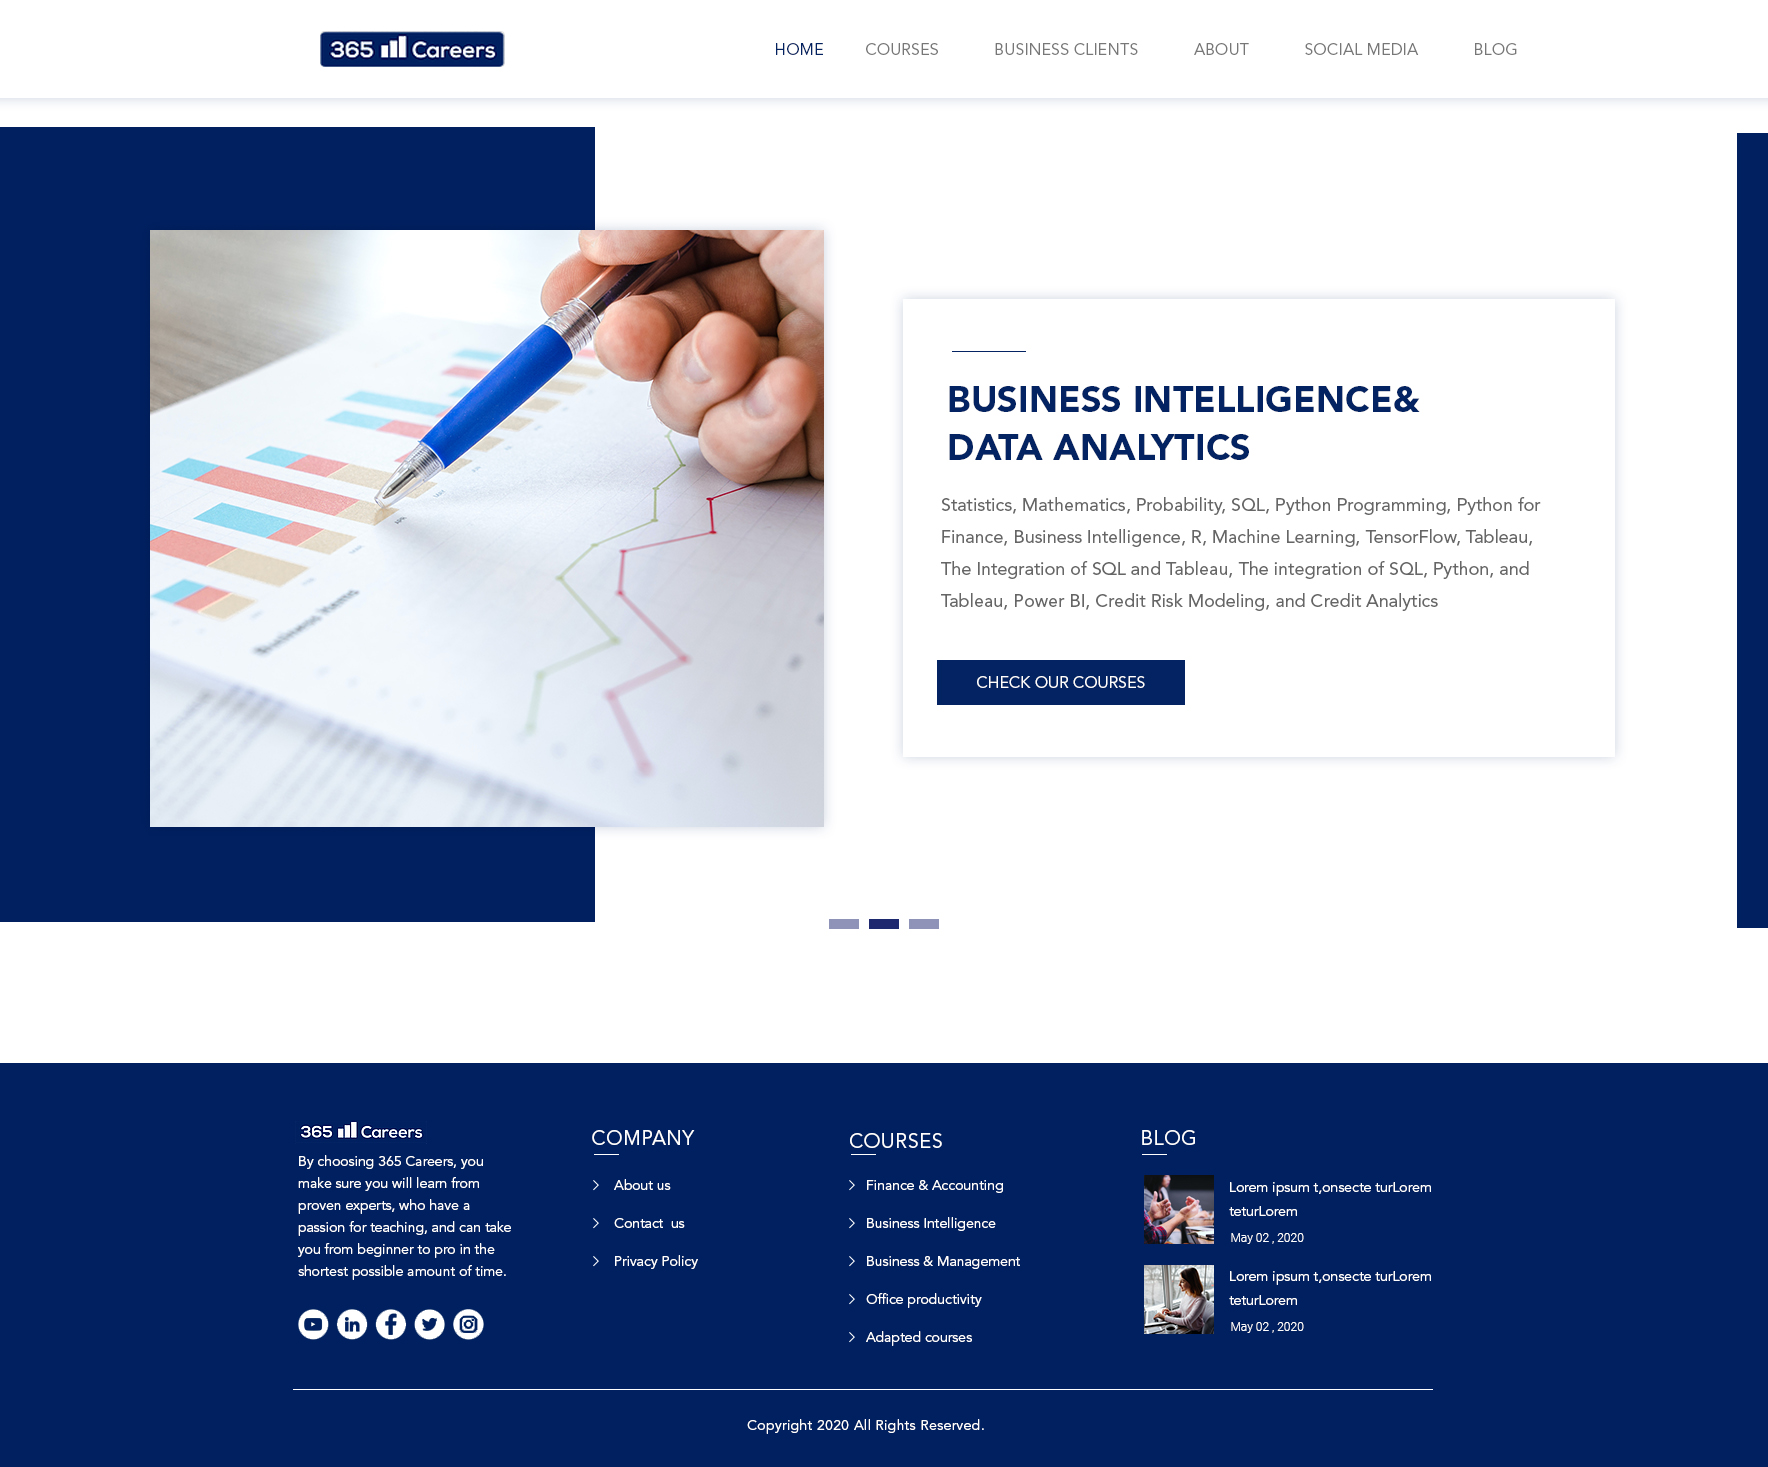 365 Careers
HOME
COURSES
BUSINESS CLIENTS
ABOUT
SOCIAL MEDIA
BLOG
BUSINESS INTELLIGENCE&
DATA ANALYTICS
Statistics, Mathematics, Probability, SQL, Python Programming, Python for
Finance, Business Intelligence, R, Machine Learning, TensorFlow, Tableau,
The Integration of SQL and Tableau, The integration of SQL, Python, and
Tableau, Power BI, Credit Risk Modeling, and Credit Analytics
CHECK OUR COURSES
365 Careers
By choosing 365 Careers, you
make sure you will learn from
proven experts, who have a
passion for teaching, and can take
you from beginner to pro in the
shortest possible amount of time.
COMPANY
About us
Contact us
Privacy Policy
COURSES
Finance & Accounting
Business Intelligence
Business & Management
Office productivity
Adapted courses
BLOG
Lorem ipsum t,onsecte turLorem
teturLorem
May 02 , 2020
Lorem ipsum t,onsecte turLorem
teturLorem
May 02 , 2020
Copyright 2020 All Rights Reserved.